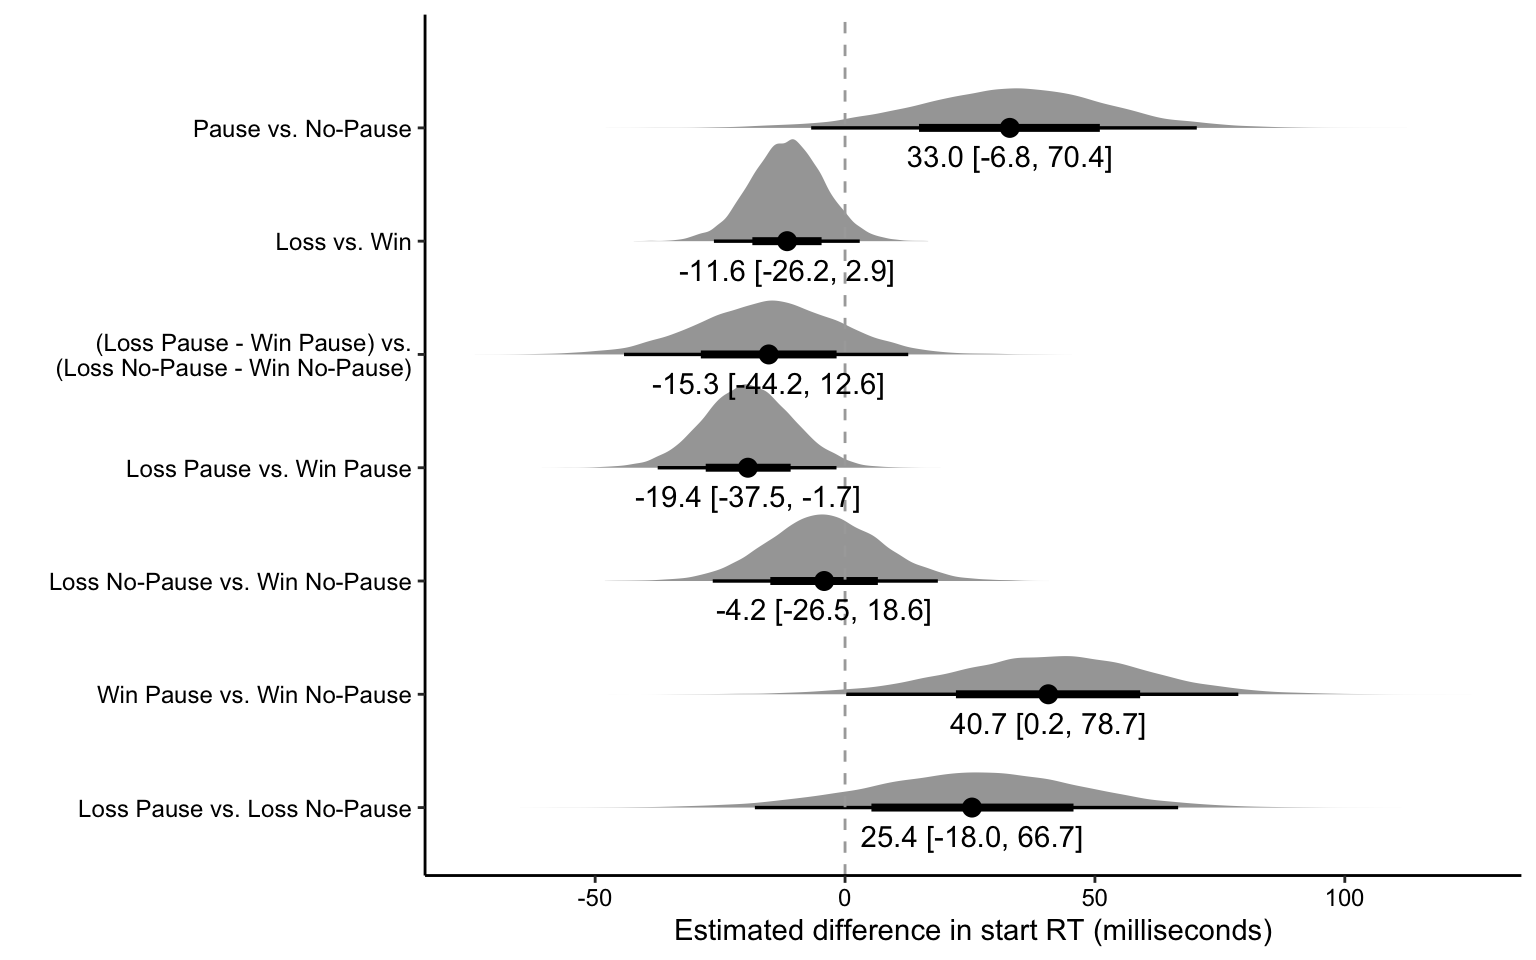 Pause vs. No-Pause
33.0 [-6.8, 70.4]
Loss vs. Win
-11.6 [-26.2, 2.9]
(Loss Pause - Win Pause) vs.
(Loss No-Pause - Win No-Pause)
-15.3 [-44.2, 12.6]
Loss Pause vs. Win Pause
-19.4 [-37.5, -1.7]
Loss No-Pause vs. Win No-Pause
-4.2 [-26.5, 18.6]
Win Pause vs. Win No-Pause
40.7 [0.2, 78.7]
Loss Pause vs. Loss No-Pause
25.4 [-18.0, 66.7]
-50 0 50 100
Estimated difference in start RT (milliseconds)